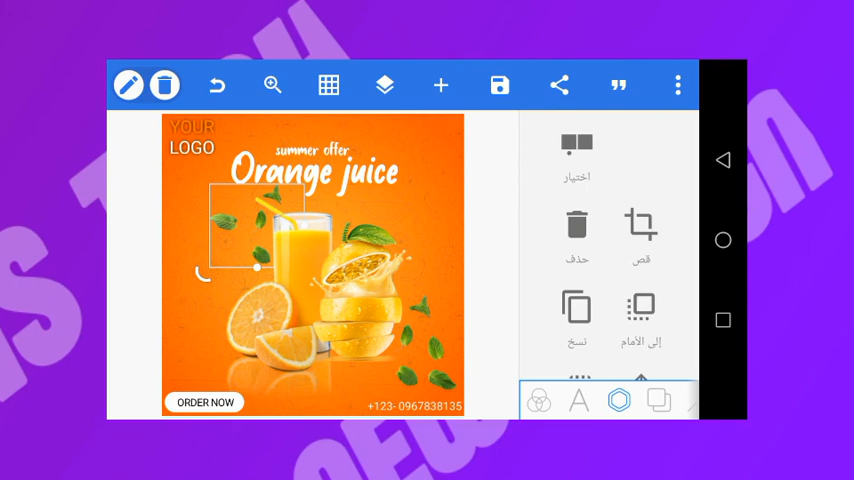 YOUR
LOGO
summer offer
Orange juice
ORDER NOW
+123- 0967838135
اختيار
حذف
قص
نسخ
إلى الأمام
A